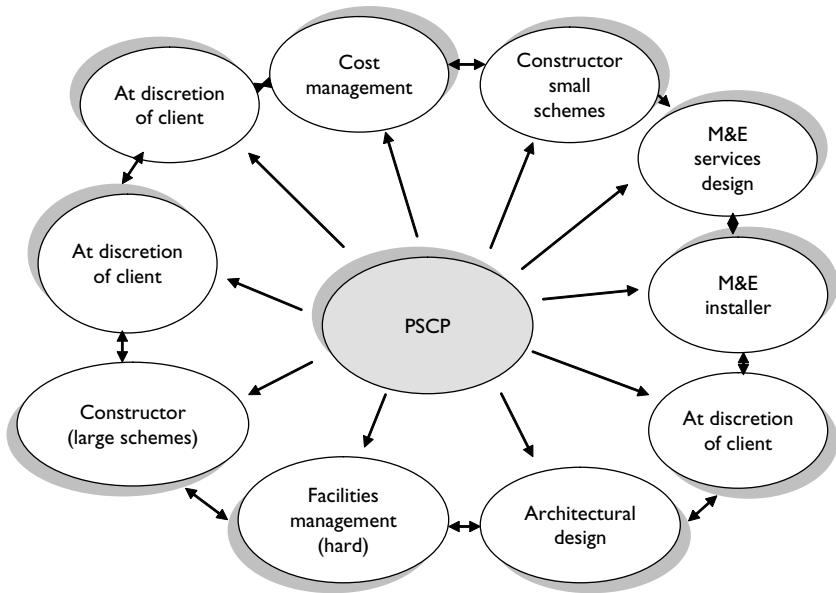 Cost
management
Constructor
small
schemes
At discretion
of client
M&E
services
design
At discretion
of client
M&E
installer
PSCP
Constructor
(large schemes)
At discretion
of client
Facilities
management
(hard)
Architectural
design